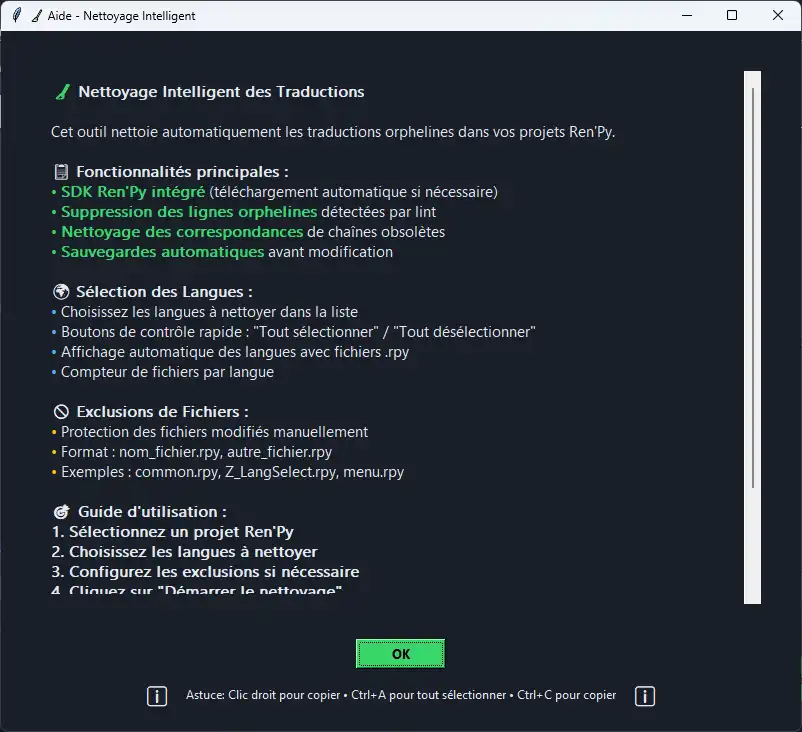 Aide - Nettoyage Intelligent
Nettoyage Intelligent des Traductions
Cet outil nettoie automatiquement les traductions orphelines dans vos projets Ren'Py.
Fonctionnalités principales :
• SDK Ren'Py intégré (téléchargement automatique si nécessaire)
• Suppression des lignes orphelines détectées par lint
• Nettoyage des correspondances de chaînes obsolètes
• Sauvegardes automatiques avant modification
Sélection des Langues :
• Choisissez les langues à nettoyer dans la liste
• Boutons de contrôle rapide : "Tout sélectionner" / "Tout désélectionner"
• Affichage automatique des langues avec fichiers .rpy
• Compteur de fichiers par langue
Exclusions de Fichiers :
• Protection des fichiers modifiés manuellement
• Format : nom_fichier.rpy, autre_fichier.rpy
• Exemples : common.rpy, Z_LangSelect.rpy, menu.rpy
Guide d'utilisation :
1. Sélectionnez un projet Ren'Py
2. Choisissez les langues à nettoyer
3. Configurez les exclusions si nécessaire
4. Cliquez sur "Démarrer le nettoyage"
OK
Astuce: Clic droit pour copier • Ctrl+A pour tout sélectionner • Ctrl+C pour copier